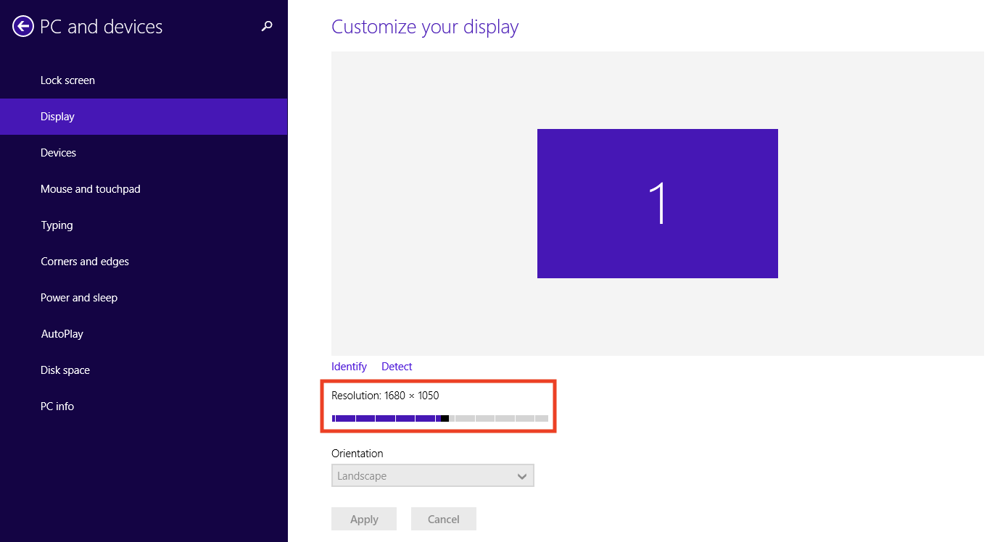 PC and devices
Lock screen
Display
Devices
Mouse and touchpad
Typing
Corners and edges
Power and sleep
AutoPlay
Disk space
PC info
Customize your display
1
Identify Detect
Resolution: 1680 × 1050
Orientation
Landscape
Apply Cancel